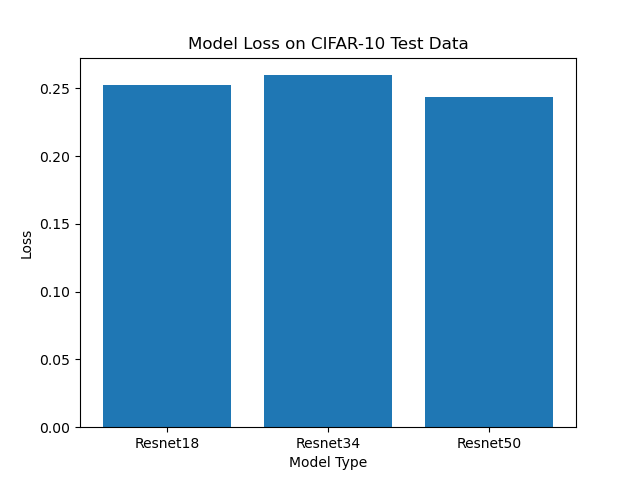 Model Loss on CIFAR-10 Test Data
0.25
0.20
0.15
0.10
0.05
0.00
Loss
Resnet18 Resnet34 Resnet50
Model Type